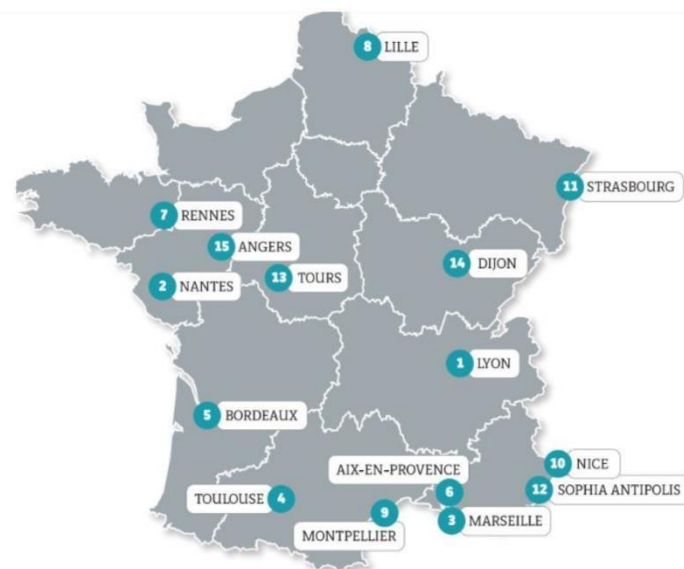 8 LILLE
11 STRASBOURG
7 RENNES
15 ANGERS
14 DIJON
13 TOURS
2 NANTES
1 LYON
5 BORDEAUX
AIX-EN-PROVENCE
6
10 NICE
12 SOPHIA ANTIPOLIS
TOULOUSE 4
9
MONTPELLIER
3 MARSEILLE